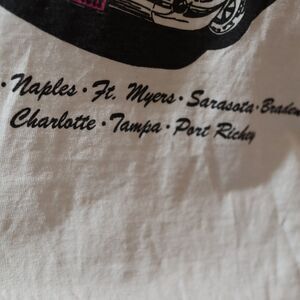 • Naples • Ft. Myers • Sarasota • Braden
Charlotte • Tampa • Port Richey